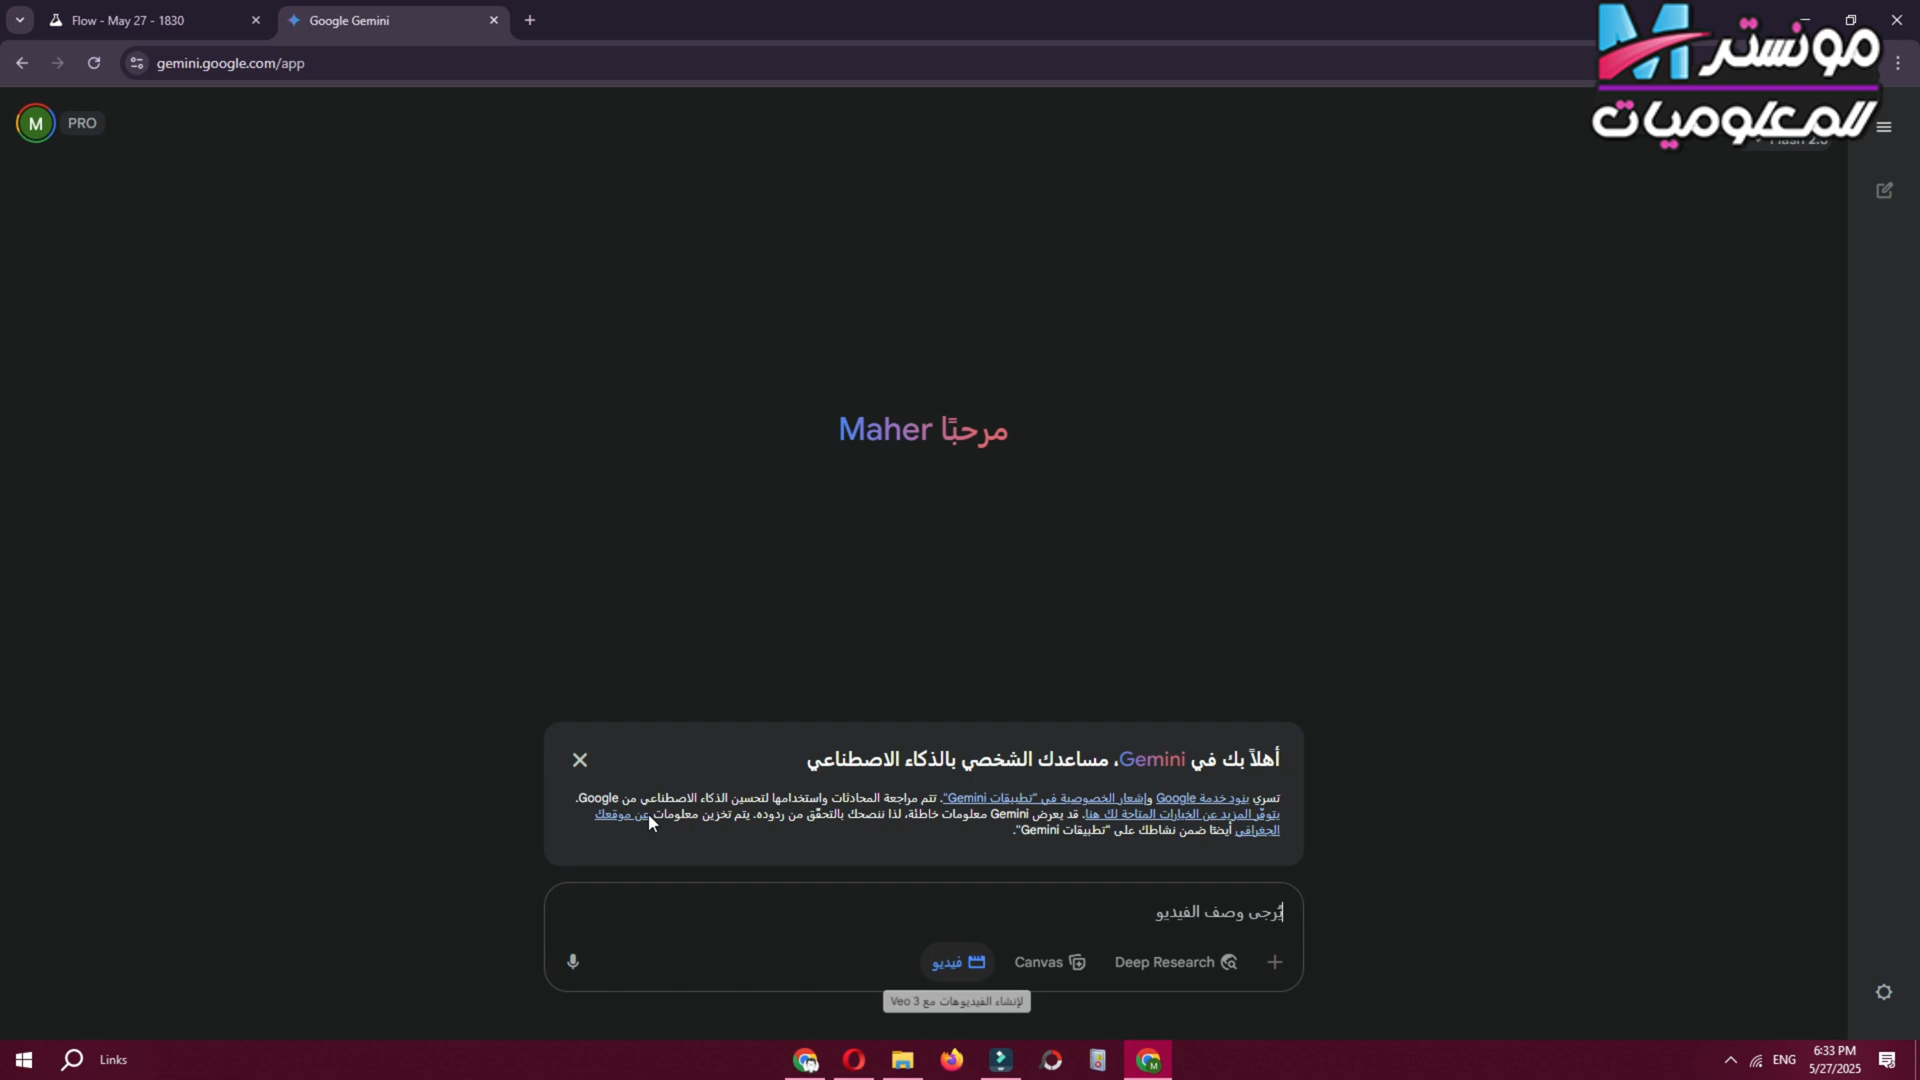 Flow - May 27 - 1830
Google Gemini
gemini.google.com/app
مونستر
المعلوميات
M
PRO
Flash 2.0
مرحبًا Maher
أهلاً بك في Gemini، مساعدك الشخصي بالذكاء الاصطناعي
تسري بنود خدمة Google وإشعار الخصوصية في "تطبيقات Gemini". تتم مراجعة المحادثات واستخدامها لتحسين الذكاء الاصطناعي من Google.
يتوفّر المزيد عن الخيارات المتاحة لك هنا. قد يعرض Gemini معلومات خاطئة، لذا ننصحك بالتحقّق من ردوده. يتم تخزين معلومات عن موقعك
الجغرافي أيضًا ضمن نشاطك على "تطبيقات Gemini".
يُرجى وصف الفيديو
Deep Research
Canvas
فيديو
لإنشاء الفيديوهات مع Veo 3
Links
ENG
6:33 PM
5/27/2025